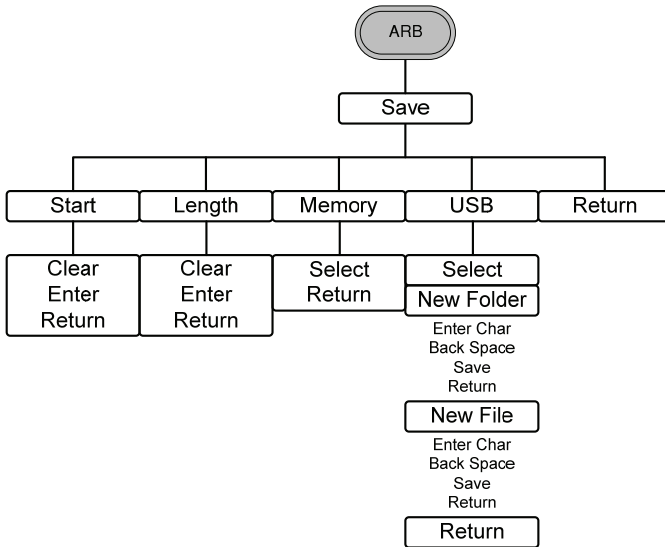 ARB
Save
Start
Length
Memory
USB
Return
Clear
Enter
Return
Clear
Enter
Return
Select
Return
Select
New Folder
Enter Char
Back Space
Save
Return
New File
Enter Char
Back Space
Save
Return
Return